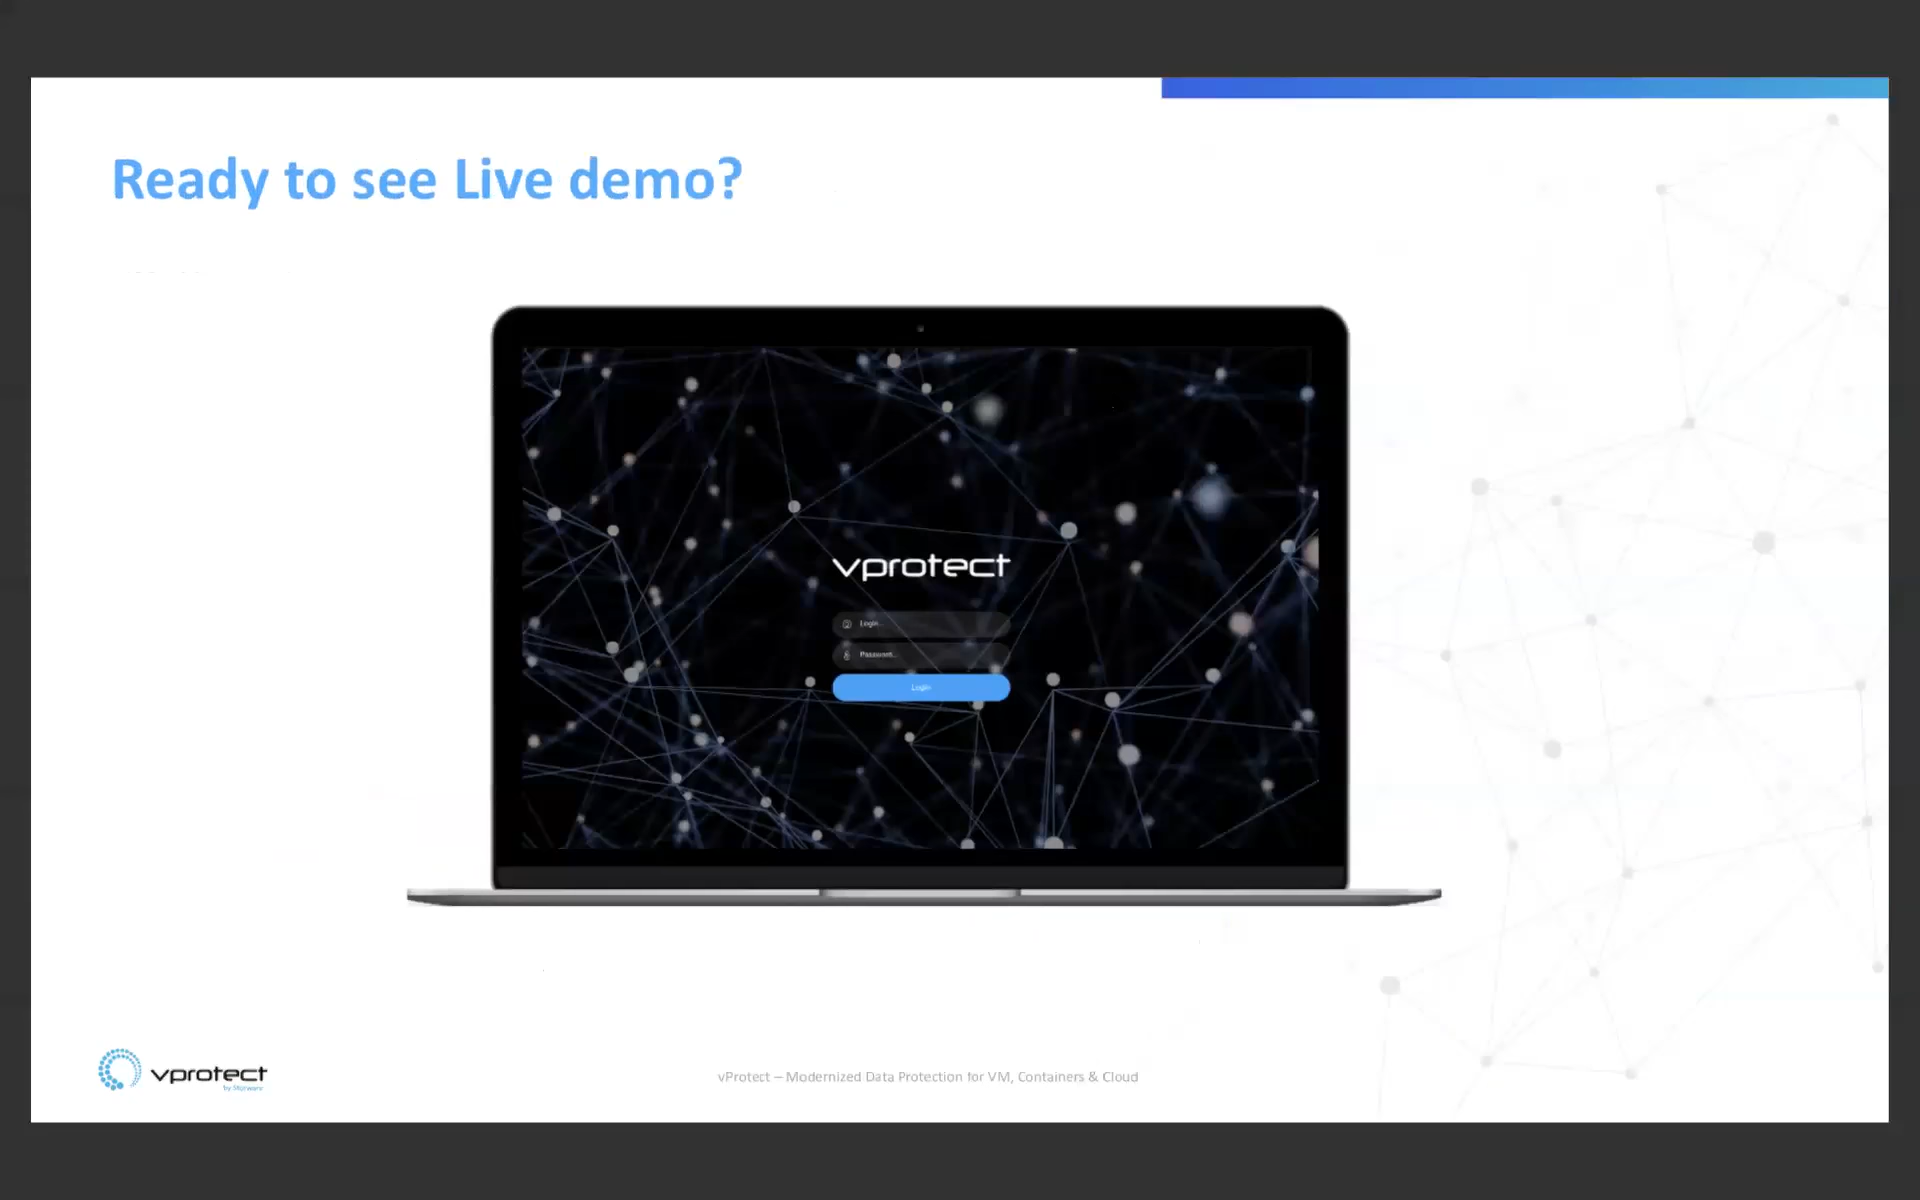 Ready to see Live demo?
vprotect
Login...
Password...
Login
vprotect
by Storware
vProtect – Modernized Data Protection for VM, Containers & Cloud